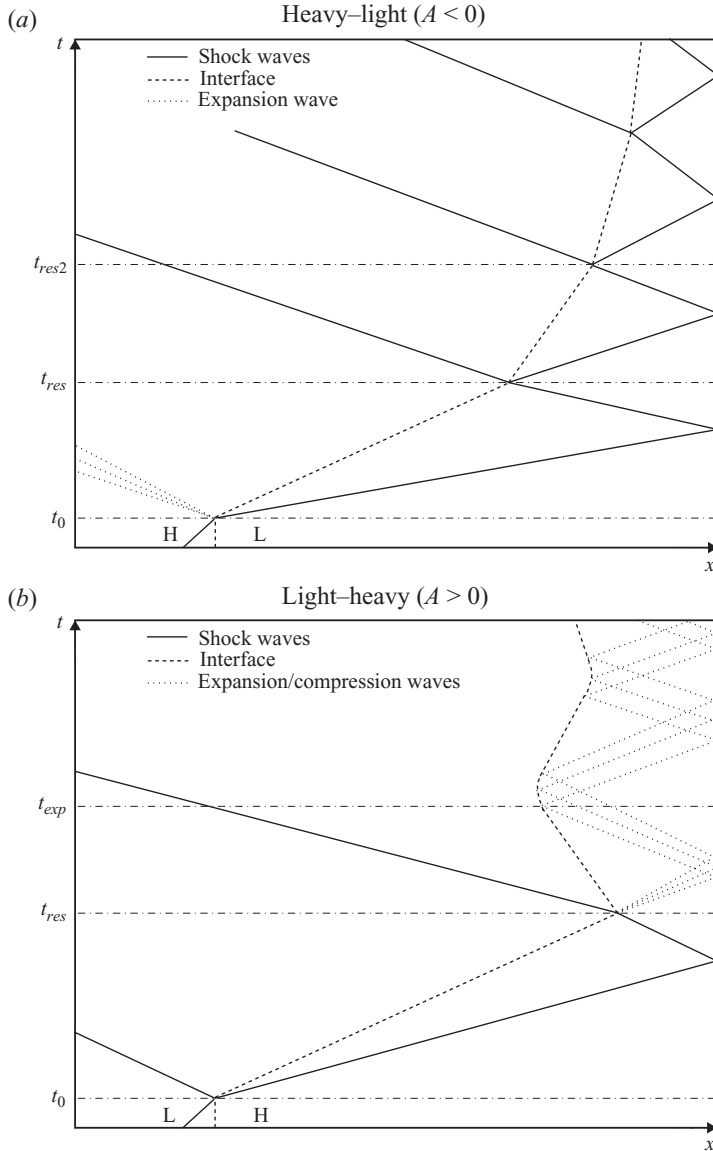 (a)
Heavy–light (A < 0)
t
Shock waves
Interface
Expansion wave
t_res2
t_res
t_0
H
L
x
(b)
Light–heavy (A > 0)
t
Shock waves
Interface
Expansion/compression waves
t_exp
t_res
t_0
L
H
x